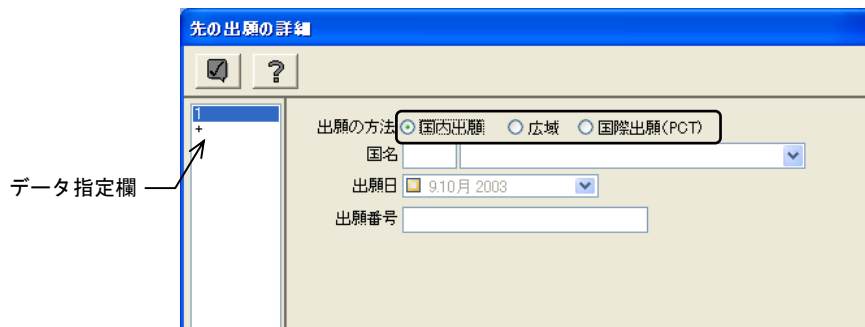 先の出願の詳細
?
1
+
出願の方法 国内出願 広域 国際出願(PCT)
国名
データ指定欄
出願日 9.10月 2003
出願番号